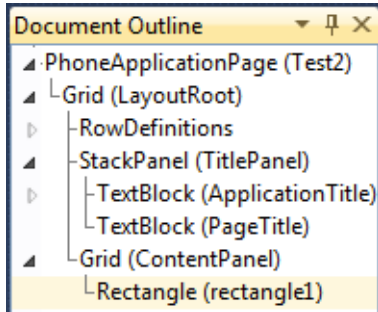 Document Outline
PhoneApplicationPage (Test2)
Grid (LayoutRoot)
RowDefinitions
StackPanel (TitlePanel)
TextBlock (ApplicationTitle)
TextBlock (PageTitle)
Grid (ContentPanel)
Rectangle (rectangle1)